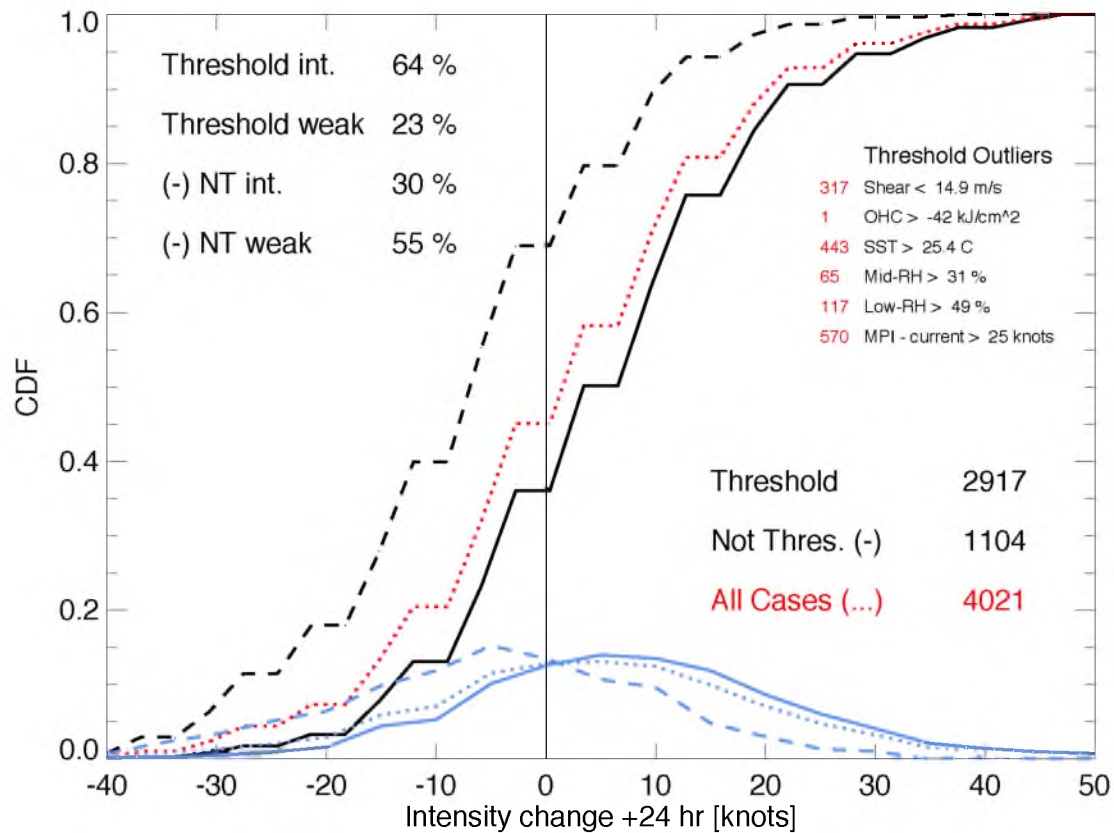 1.0
0.8
0.6
0.4
0.2
0.0
CDF
Threshold int. 64 %
Threshold weak 23 %
(-) NT int. 30 %
(-) NT weak 55 %
Threshold Outliers
317 Shear < 14.9 m/s
1 OHC > -42 kJ/cm^2
443 SST > 25.4 C
65 Mid-RH > 31 %
117 Low-RH > 49 %
570 MPI - current > 25 knots
Threshold 2917
Not Thres. (-) 1104
All Cases (...) 4021
-40 -30 -20 -10 0 10 20 30 40 50
Intensity change +24 hr [knots]